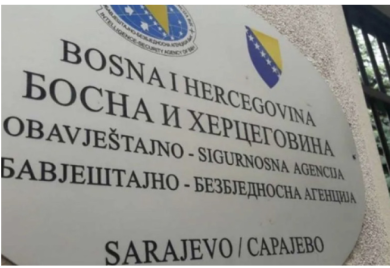 BOSNA I HERCEGOVINA
БОСНА И ХЕРЦЕГОВИНА
OBAVJEŠTAJNO - SIGURNOSNA AGENCIJA
БАВЈЕШТАЈНО - БЕЗБЈЕДНОСНА АГЕНЦИЈА
SARAJEVO / САРАЈЕВО